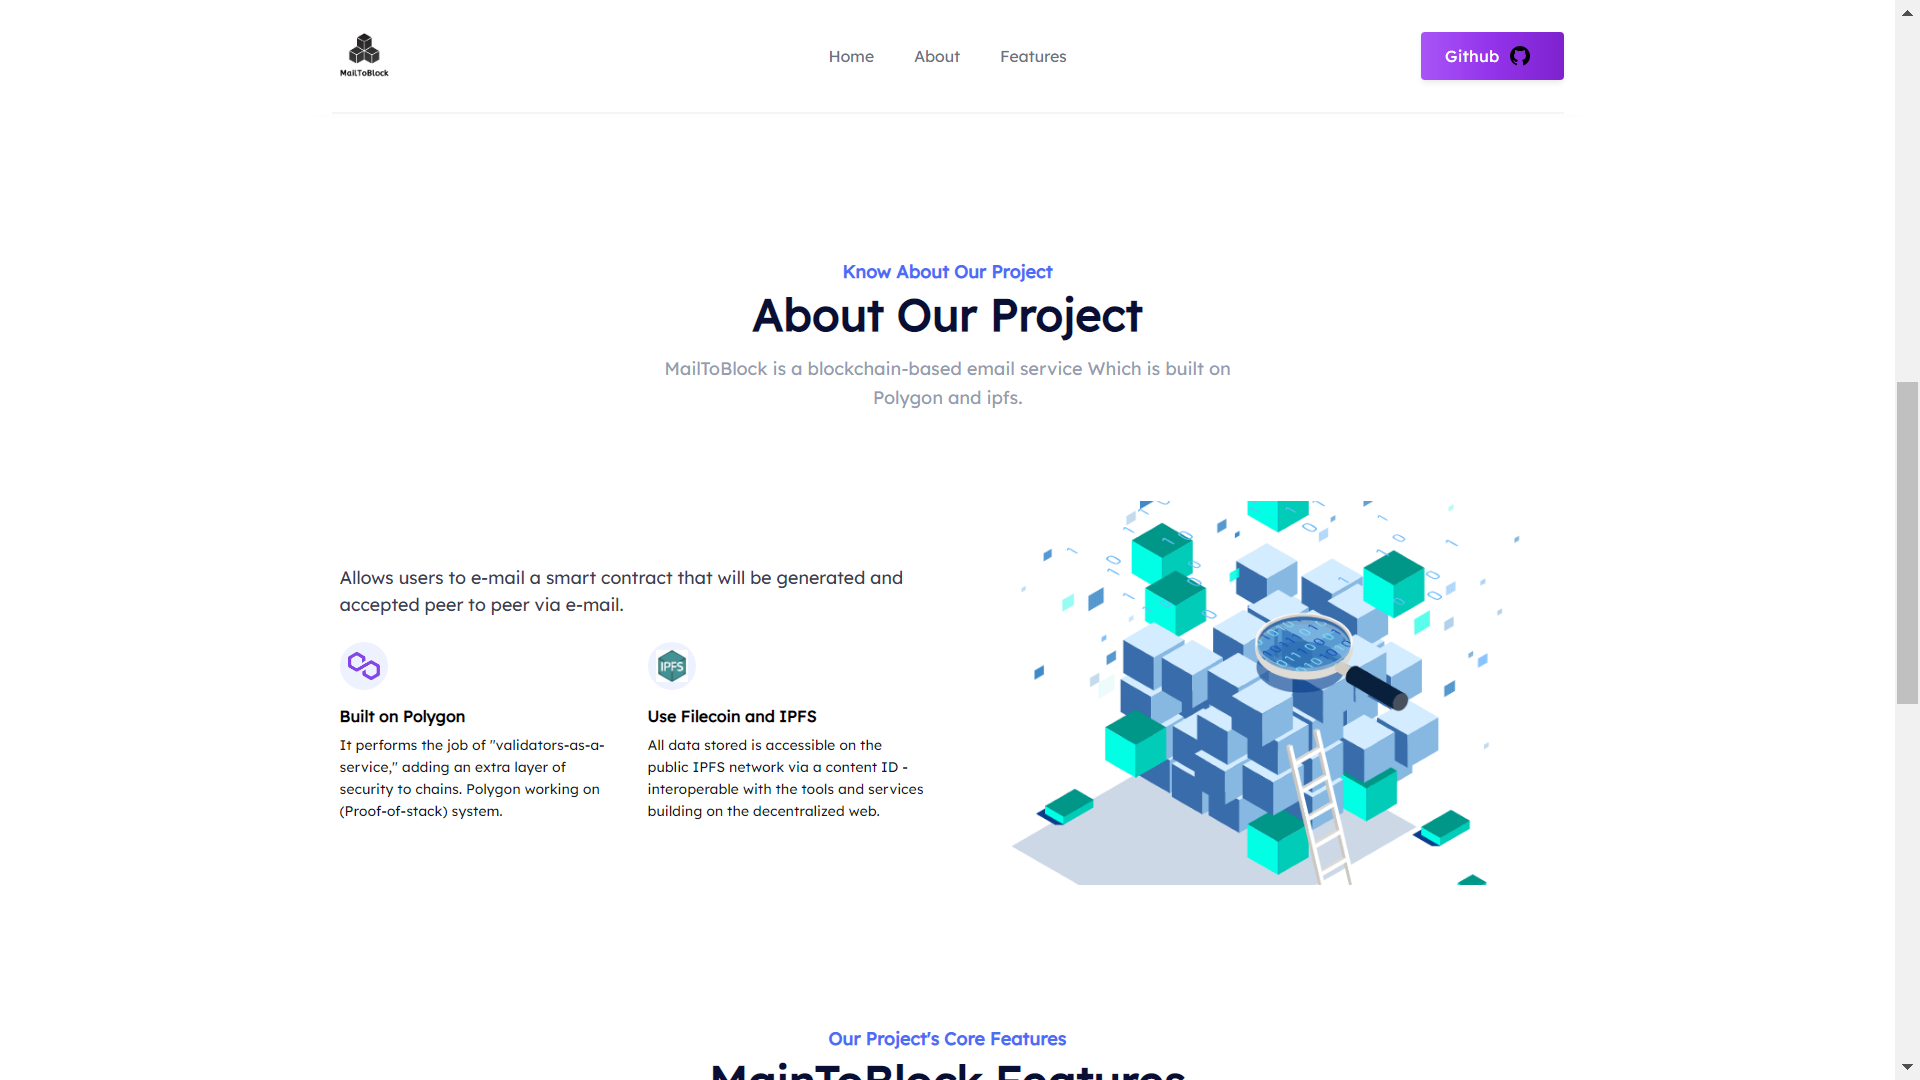 MailToBlock
Home About Features
Github
Know About Our Project
About Our Project
MailToBlock is a blockchain-based email service Which is built on
Polygon and ipfs.
Allows users to e-mail a smart contract that will be generated and
accepted peer to peer via e-mail.
IPFS
Built on Polygon
It performs the job of "validators-as-a-
service," adding an extra layer of
security to chains. Polygon working on
(Proof-of-stack) system.
Use Filecoin and IPFS
All data stored is accessible on the
public IPFS network via a content ID -
interoperable with the tools and services
building on the decentralized web.
Our Project's Core Features
MainToBlock Features